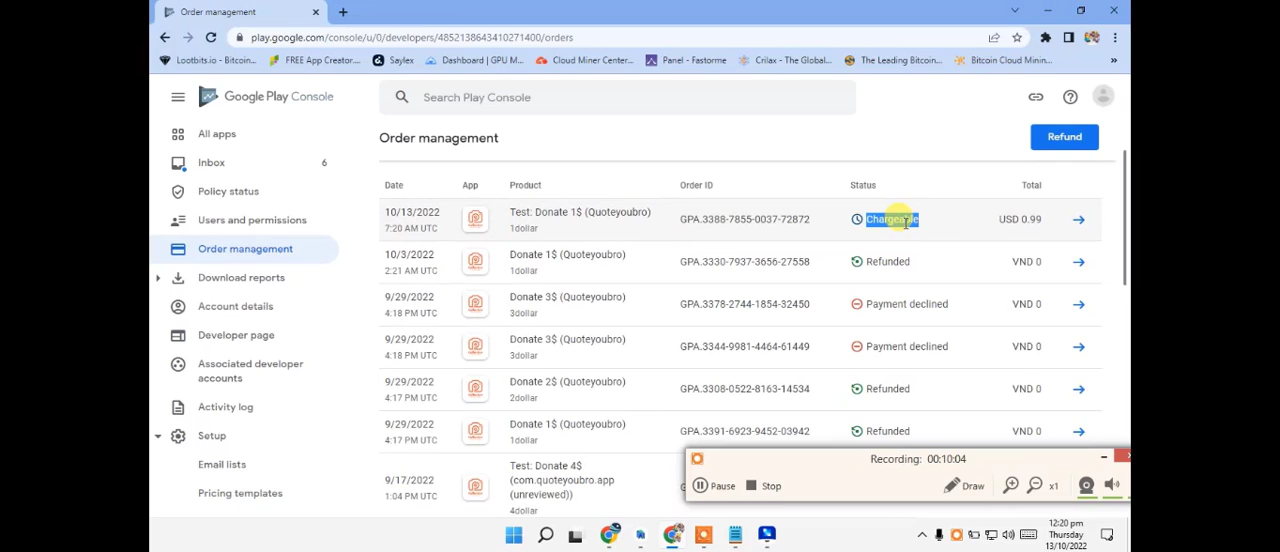 Order management
play.google.com/console/u/0/developers/4852138643410271400/orders
Lootbits.io - Bitcoin... FREE App Creator.... Saylex Dashboard | GPU M... Cloud Miner Center... Panel - Fastorme Crilax - The Global... The Leading Bitcoin... Bitcoin Cloud Minin...
Google Play Console
Search Play Console
All apps
Inbox 6
Policy status
Users and permissions
Order management
Download reports
Account details
Developer page
Associated developer
accounts
Activity log
Setup
Email lists
Pricing templates
Order management
Refund
Date App Product Order ID Status Total
10/13/2022 Test: Donate 1$ (Quoteyoubro) GPA.3388-7855-0037-72872 Chargeable USD 0.99
7:20 AM UTC 1dollar
10/3/2022 Donate 1$ (Quoteyoubro) GPA.3330-7937-3656-27558 Refunded VND 0
2:21 AM UTC 1dollar
9/29/2022 Donate 3$ (Quoteyoubro) GPA.3378-2744-1854-32450 Payment declined VND 0
4:18 PM UTC 3dollar
9/29/2022 Donate 3$ (Quoteyoubro) GPA.3344-9981-4464-61449 Payment declined VND 0
4:18 PM UTC 3dollar
9/29/2022 Donate 2$ (Quoteyoubro) GPA.3308-0522-8163-14534 Refunded VND 0
4:17 PM UTC 2dollar
9/29/2022 Donate 1$ (Quoteyoubro) GPA.3391-6923-9452-03942 Refunded VND 0
4:17 PM UTC 1dollar
9/17/2022 Test: Donate 4$
1:04 PM UTC (com.quoteyoubro.app
(unreviewed))
4dollar
Recording: 00:10:04
Pause Stop Draw x1
12:20 pm
Thursday
13/10/2022